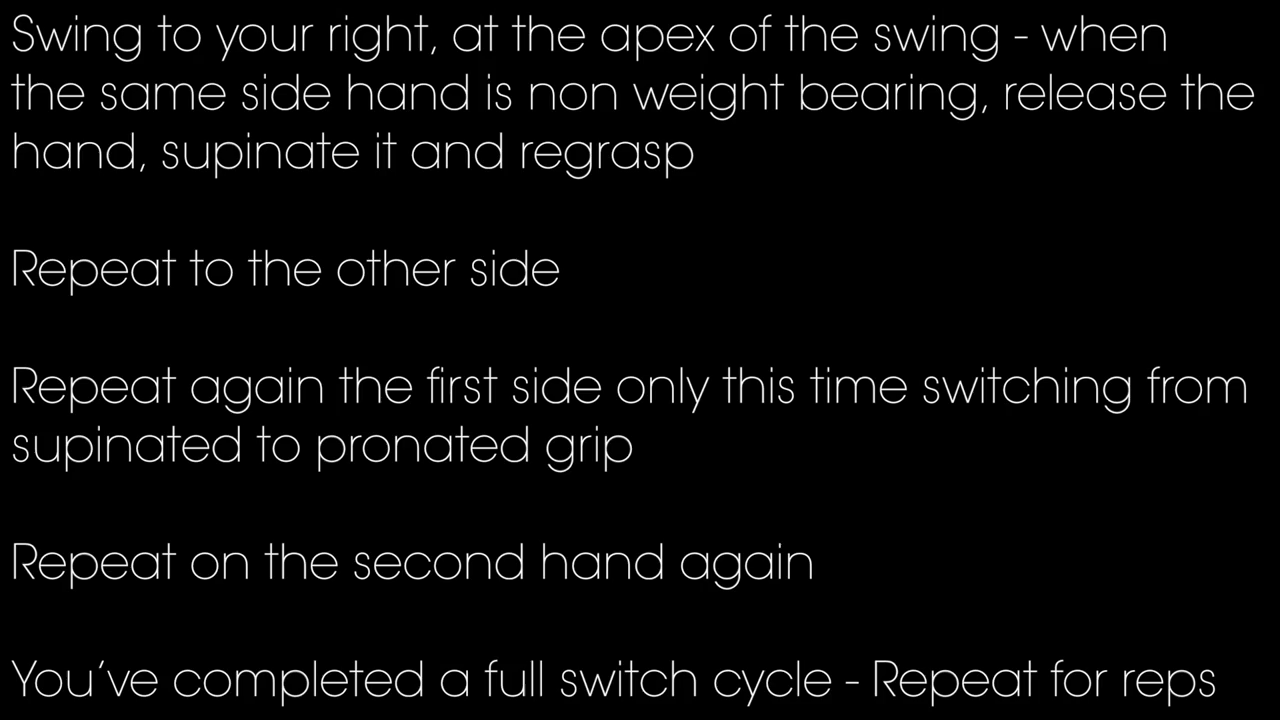 Swing to your right, at the apex of the swing - when
the same side hand is non weight bearing, release the
hand, supinate it and regrasp
Repeat to the other side
Repeat again the first side only this time switching from
supinated to pronated grip
Repeat on the second hand again
You’ve completed a full switch cycle - Repeat for reps